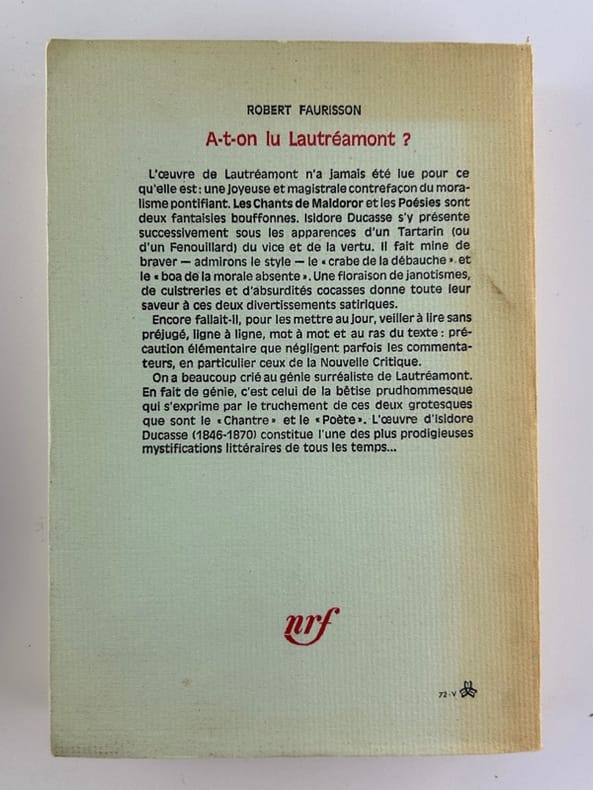 ROBERT FAURISSON
A-t-on lu Lautréamont ?
L'œuvre de Lautréamont n'a jamais été lue pour ce
qu'elle est : une joyeuse et magistrale contrefaçon du mora-
lisme pontifiant. Les Chants de Maldoror et les Poésies sont
deux fantaisies bouffonnes. Isidore Ducasse s'y présente
successivement sous les apparences d'un Tartarin (ou
d'un Fenouillard) du vice et de la vertu. Il fait mine de
braver — admirons le style — le « crabe de la débauche » et
le « boa de la morale absente ». Une floraison de janotismes,
de cuistreries et d'absurdités cocasses donne toute leur
saveur à ces deux divertissements satiriques.
Encore fallait-il, pour les mettre au jour, veiller à lire sans
préjugé, ligne à ligne, mot à mot et au ras du texte : pré-
caution élémentaire que négligent parfois les commenta-
teurs, en particulier ceux de la Nouvelle Critique.
On a beaucoup crié au génie surréaliste de Lautréamont.
En fait de génie, c'est celui de la bêtise prudhommesque
qui s'exprime par le truchement de ces deux grotesques
que sont le « Chantre » et le « Poète ». L'œuvre d'Isidore
Ducasse (1846-1870) constitue l'une des plus prodigieuses
mystifications littéraires de tous les temps...
nrf
72-V